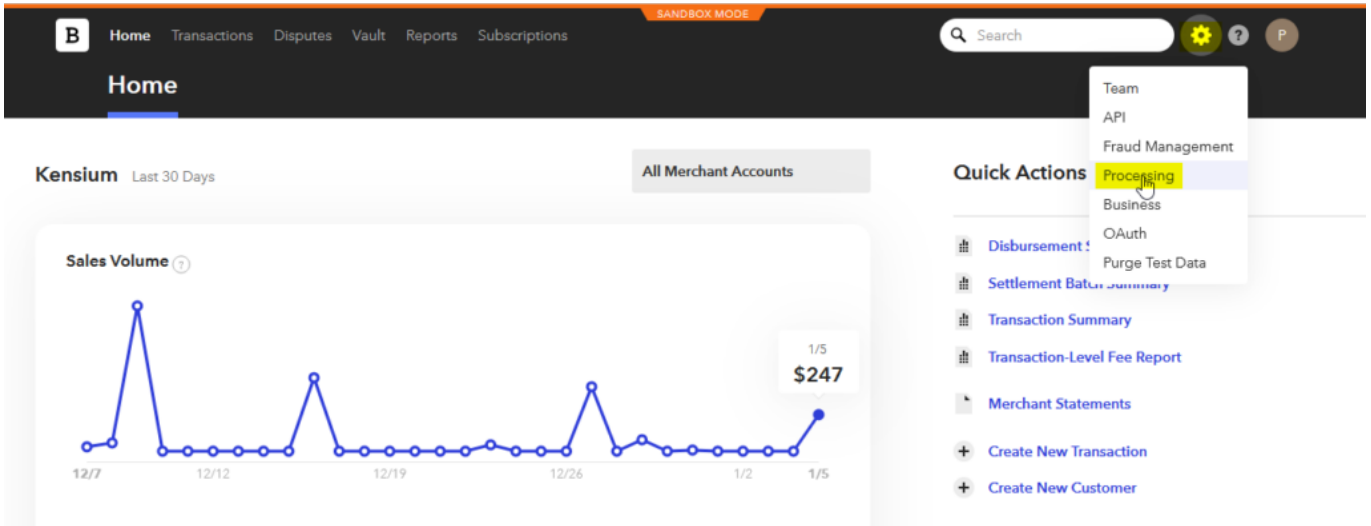 SANDBOX MODE
B Home Transactions Disputes Vault Reports Subscriptions Search ? P
Home
Team
API
Fraud Management
Processing
Business
OAuth
Purge Test Data
Kensium Last 30 Days
All Merchant Accounts
Quick Actions
Sales Volume ?
1/5
$247
12/7 12/12 12/19 12/26 1/2 1/5
Disbursement
Settlement Batch Summary
Transaction Summary
Transaction-Level Fee Report
Merchant Statements
Create New Transaction
Create New Customer